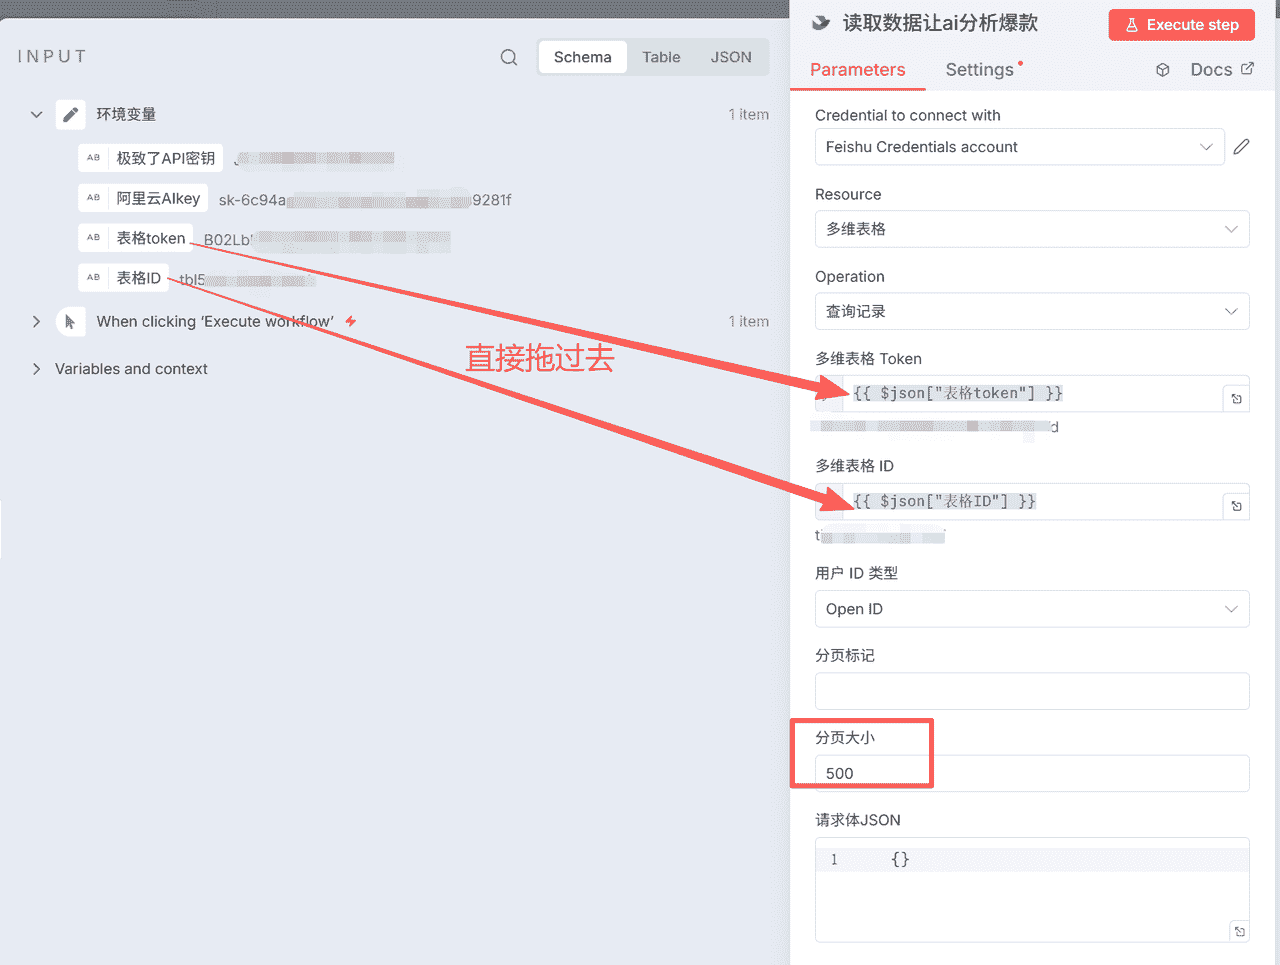 INPUT
Schema
Table
JSON
环境变量
1 item
AB 极致了API密钥
AB 阿里云AIkey
sk-6c94a
9281f
AB 表格token
B02Lb
AB 表格ID
tbl5
When clicking ‘Execute workflow’
1 item
Variables and context
直接拖过去
读取数据让ai分析爆款
Execute step
Parameters
Settings
Docs
Credential to connect with
Feishu Credentials account
Resource
多维表格
Operation
查询记录
多维表格 Token
{{ $json["表格token"] }}
d
多维表格 ID
{{ $json["表格ID"] }}
t
用户 ID 类型
Open ID
分页标记
分页大小
500
请求体JSON
1 {}